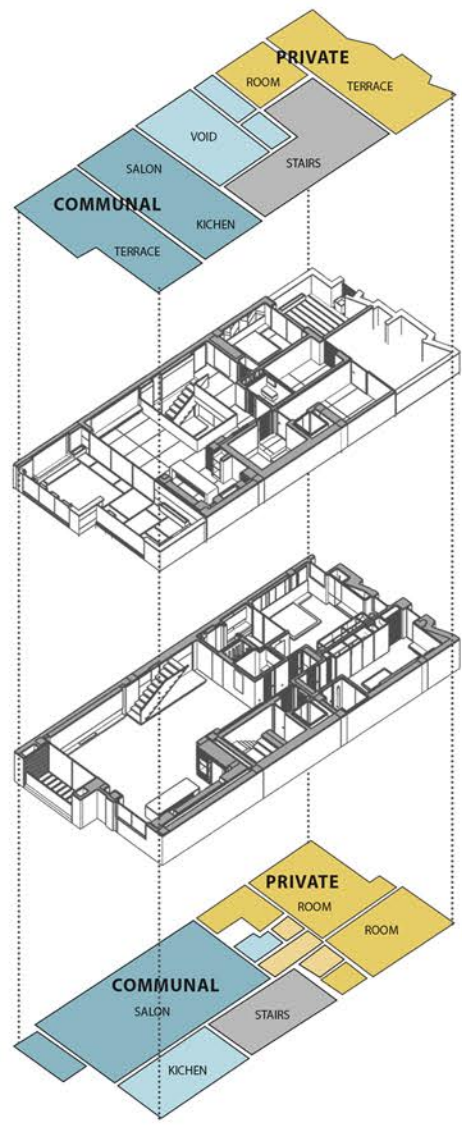 PRIVATE
ROOM
TERRACE
VOID
STAIRS
SALON
COMMUNAL
KICHEN
TERRACE
PRIVATE
ROOM
ROOM
COMMUNAL
SALON
STAIRS
KICHEN